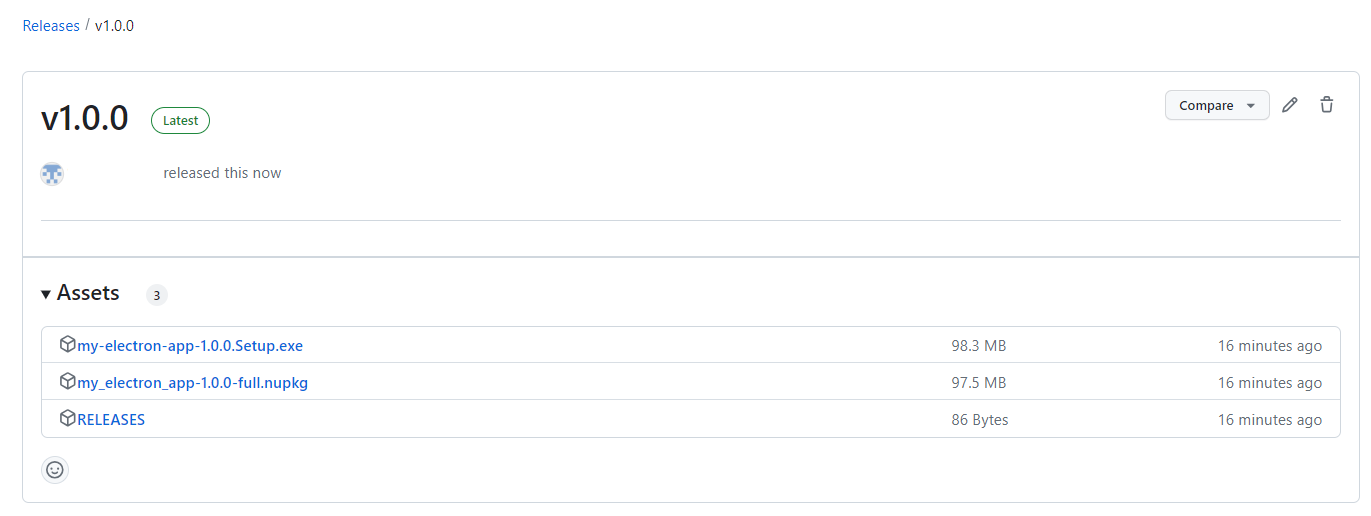 Releases / v1.0.0
v1.0.0 Latest Compare
released this now
Assets 3
my-electron-app-1.0.0.Setup.exe 98.3 MB 16 minutes ago
my_electron_app-1.0.0-full.nupkg 97.5 MB 16 minutes ago
RELEASES 86 Bytes 16 minutes ago